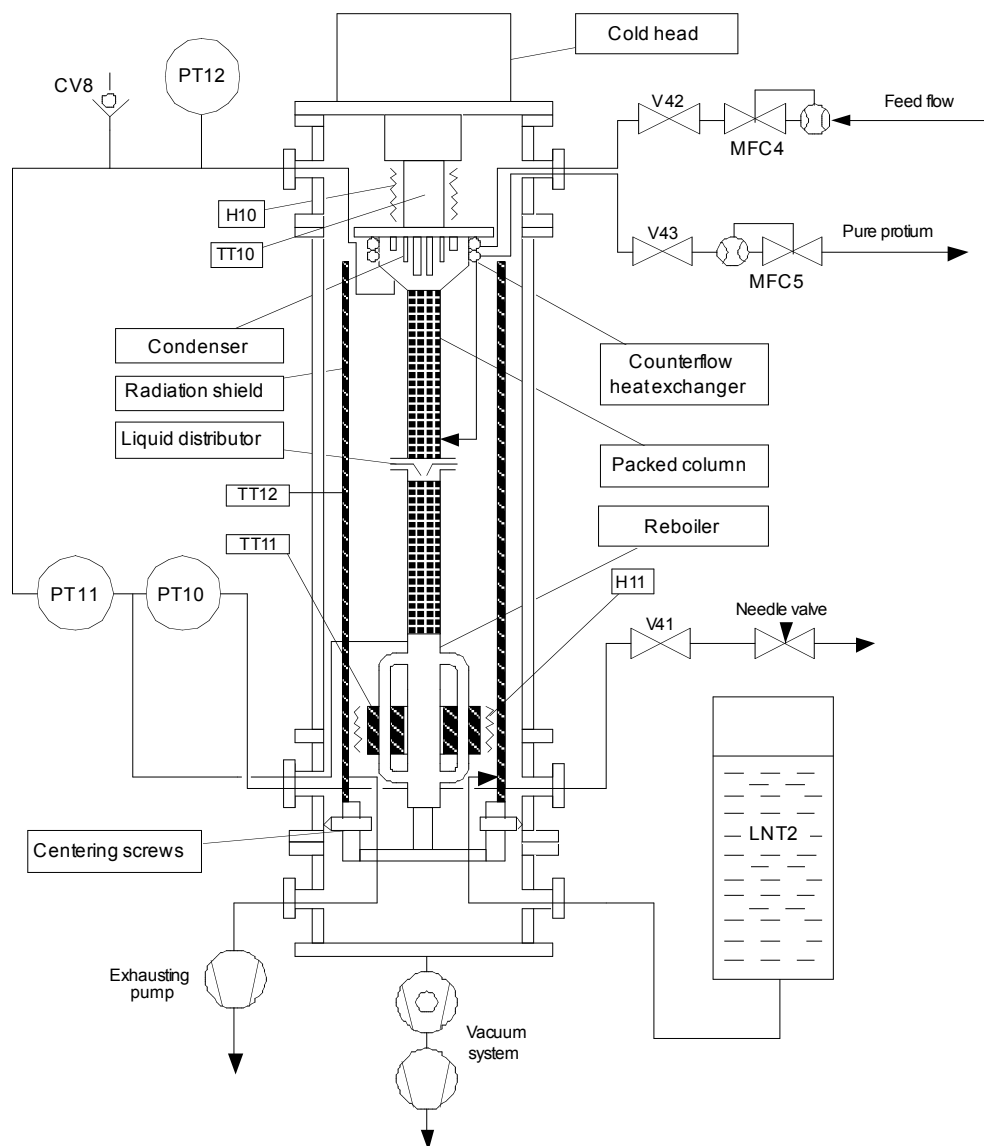 Cold head
CV8
PT12
V42
Feed flow
MFC4
H10
TT10
V43
Pure protium
MFC5
Condenser
Radiation shield
Liquid distributor
Counterflow
heat exchanger
Packed column
TT12
TT11
Reboiler
H11
PT11
PT10
V41
Needle valve
LNT2
Centering screws
Exhausting
pump
Vacuum
system